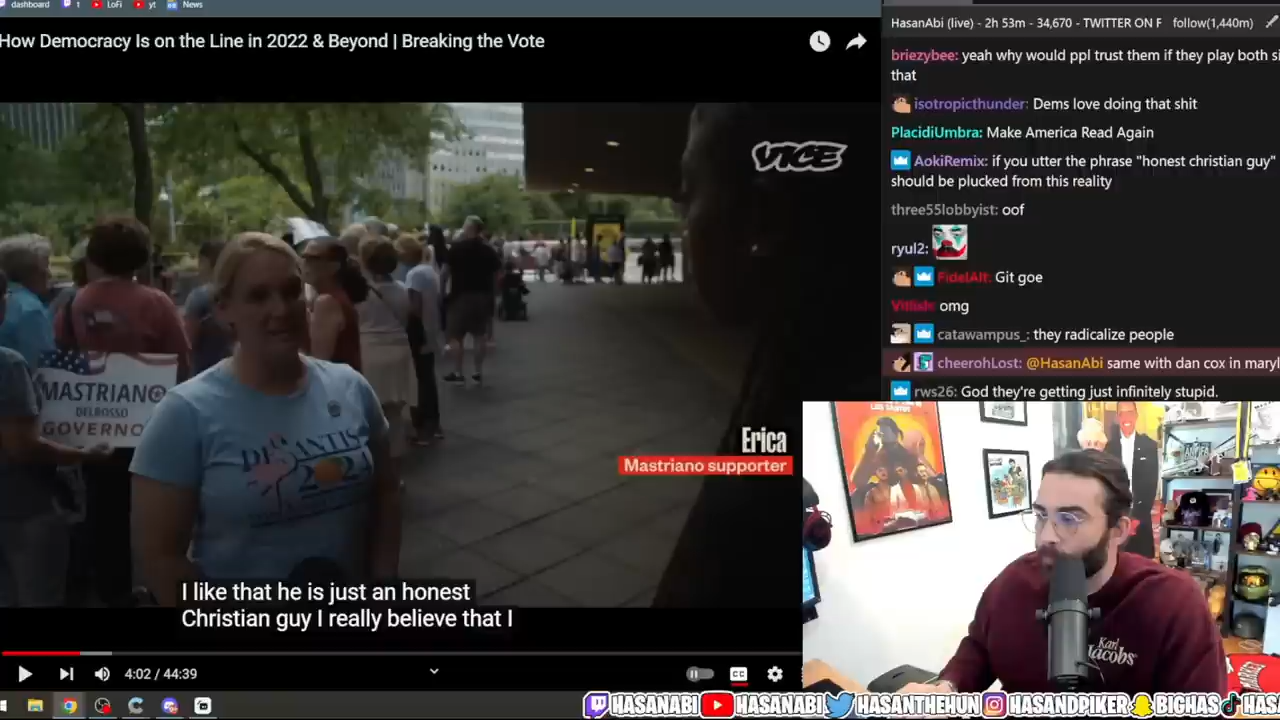 dashboard
t
LoFi
yt
News
How Democracy Is on the Line in 2022 & Beyond | Breaking the Vote
VICE
MASTRIANO
DELROSSO
GOVERNO
DESANTIS
2024
Erica
Mastriano supporter
I like that he is just an honest
Christian guy I really believe that I
4:02 / 44:39
CC
HasanAbi (live) - 2h 53m - 34,670 - TWITTER ON F
follow(1,440m)
briezybee: yeah why would ppl trust them if they play both si
that
isotropicthunder: Dems love doing that shit
PlacidiUmbra: Make America Read Again
AokiRemix: if you utter the phrase "honest christian guy"
should be plucked from this reality
three55lobbyist: oof
ryul2:
FidelAlt: Git goe
omg
catawampus_: they radicalize people
cheerohLost: @HasanAbi same with dan cox in maryl
rws26: God they're getting just infinitely stupid.
Karl
Jacobs
HASANABI
HASANABI
HASANTHEHUN
HASANDPIKER
BIGHAS
HAS